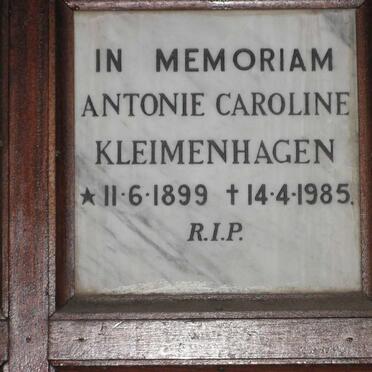 IN MEMORIAM
ANTONIE CAROLINE
KLEIMENHAGEN
★ 11·6·1899 † 14·4·1985.
R.I.P.